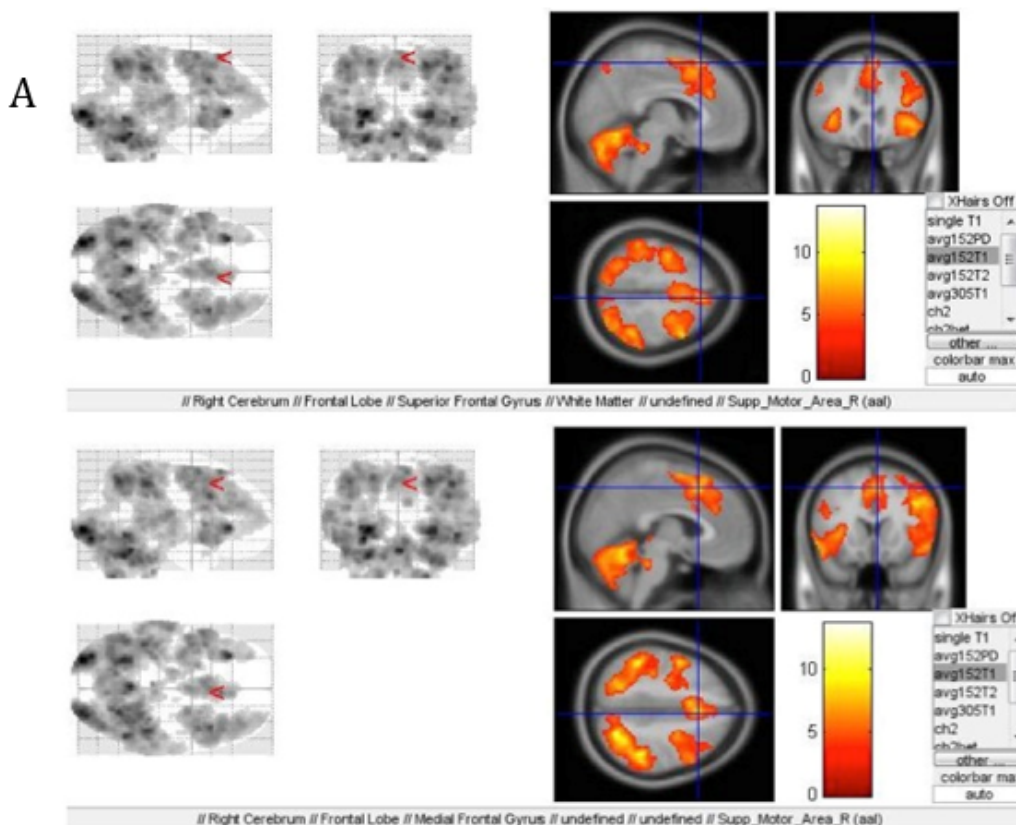 A
XHairs Off
single T1
avg152PD
avg152T1
avg152T2
avg305T1
ch2
ch2bet
other ...
colorbar max
auto
10
5
0
// Right Cerebrum // Frontal Lobe // Superior Frontal Gyrus // White Matter // undefined // Supp_Motor_Area_R (aal)
XHairs Of
single T1
avg152PD
avg152T1
avg152T2
avg305T1
ch2
ch2bet
other ...
colorbar ma
auto
10
5
0
// Right Cerebrum // Frontal Lobe // Medial Frontal Gyrus // undefined // undefined // Supp_Motor_Area_R (aal)